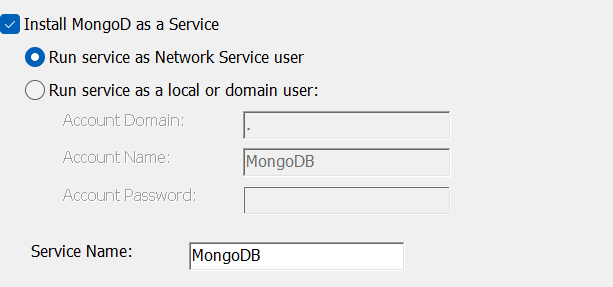 Install MongoD as a Service
Run service as Network Service user
Run service as a local or domain user:
Account Domain: .
Account Name: MongoDB
Account Password:
Service Name: MongoDB